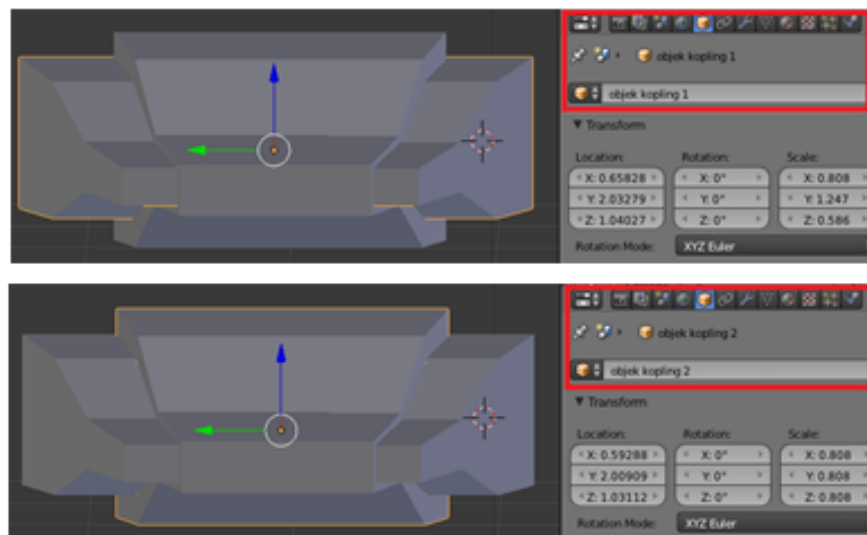 objek kopling 1
objek kopling 1
Transform
Location: Rotation: Scale:
X: 0.65828 X: 0° X: 0.808
Y: 2.03279 Y: 0° Y: 1.247
Z: 1.04027 Z: 0° Z: 0.586
Rotation Mode: XYZ Euler
objek kopling 2
objek kopling 2
Transform
Location: Rotation: Scale:
X: 0.59288 X: 0° X: 0.808
Y: 2.00909 Y: 0° Y: 0.808
Z: 1.03112 Z: 0° Z: 0.808
Rotation Mode: XYZ Euler